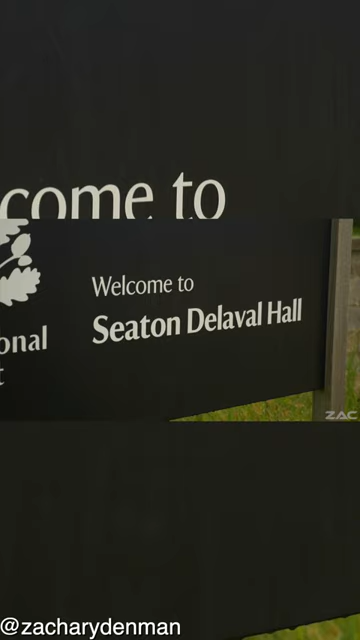 come to
Welcome to
Seaton Delaval Hall
onal
t
ZAC
@zacharydenman